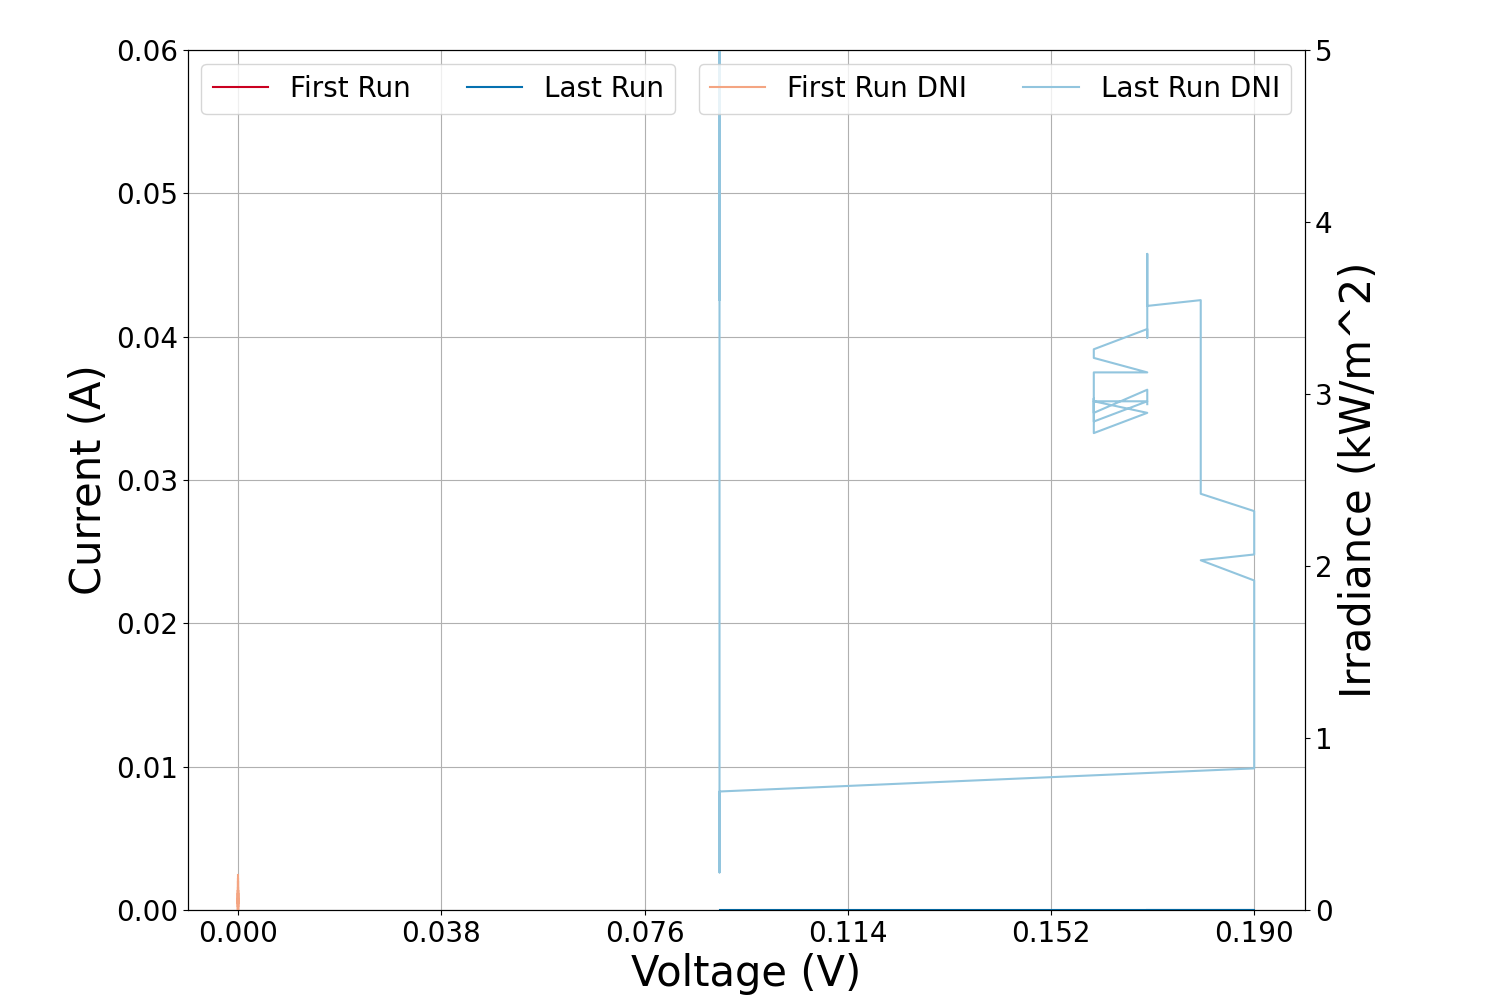 First Run
Last Run
First Run DNI
Last Run DNI
0.06
0.05
0.04
0.03
0.02
0.01
0.00
Current (A)
5
4
3
2
1
0
Irradiance (kW/m^2)
0.000
0.038
0.076
0.114
0.152
0.190
Voltage (V)